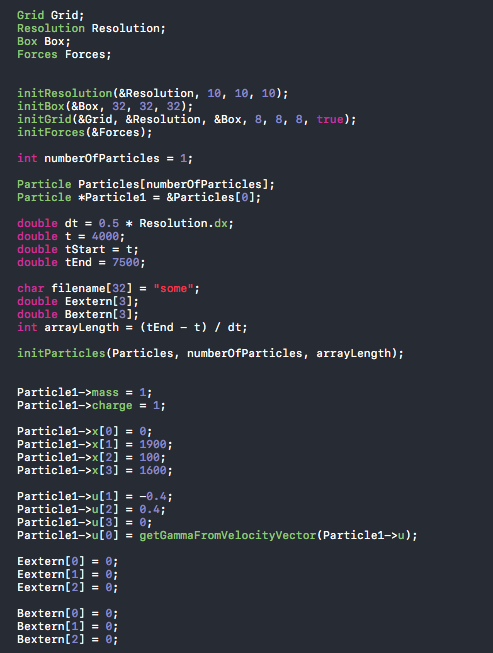 Grid Grid;
Resolution Resolution;
Box Box;
Forces Forces;
initResolution(&Resolution, 10, 10, 10);
initBox(&Box, 32, 32, 32);
initGrid(&Grid, &Resolution, &Box, 8, 8, 8, true);
initForces(&Forces);
int numberOfParticles = 1;
Particle Particles[numberOfParticles];
Particle *Particle1 = &Particles[0];
double dt = 0.5 * Resolution.dx;
double t = 4000;
double tStart = t;
double tEnd = 7500;
char filename[32] = "some";
double Eextern[3];
double Bextern[3];
int arrayLength = (tEnd - t) / dt;
initParticles(Particles, numberOfParticles, arrayLength);
Particle1->mass = 1;
Particle1->charge = 1;
Particle1->x[0] = 0;
Particle1->x[1] = 1900;
Particle1->x[2] = 100;
Particle1->x[3] = 1600;
Particle1->u[1] = -0.4;
Particle1->u[2] = 0.4;
Particle1->u[3] = 0;
Particle1->u[0] = getGammaFromVelocityVector(Particle1->u);
Eextern[0] = 0;
Eextern[1] = 0;
Eextern[2] = 0;
Bextern[0] = 0;
Bextern[1] = 0;
Bextern[2] = 0;